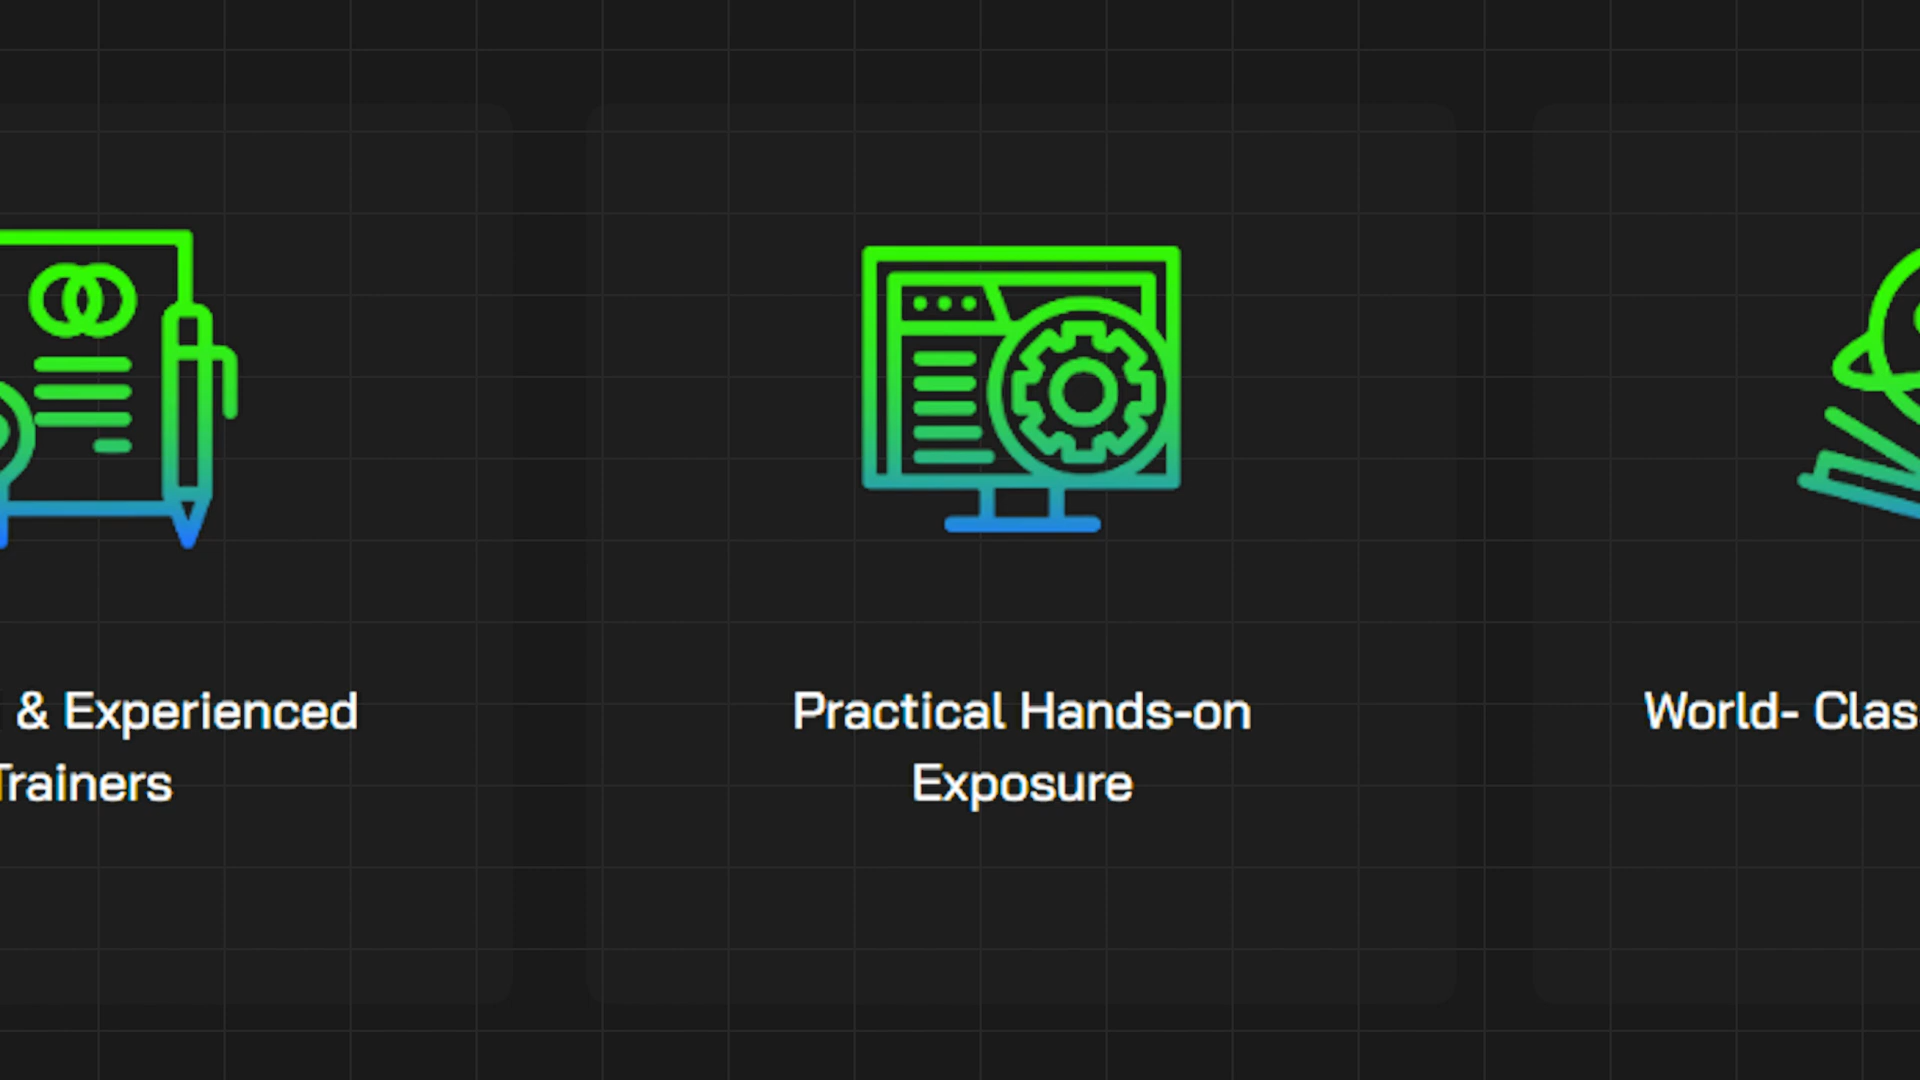 & Experienced
Trainers
Practical Hands-on
Exposure
World- Clas